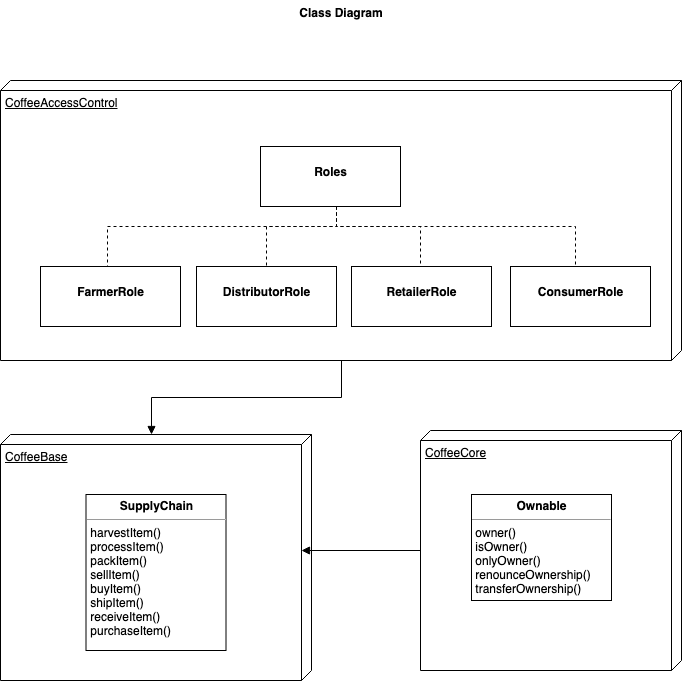 Class Diagram
CoffeeAccessControl
Roles
FarmerRole
DistributorRole
RetailerRole
ConsumerRole
CoffeeBase
SupplyChain
harvestItem()
processItem()
packItem()
sellItem()
buyItem()
shipItem()
receiveItem()
purchaseItem()
CoffeeCore
Ownable
owner()
isOwner()
onlyOwner()
renounceOwnership()
transferOwnership()